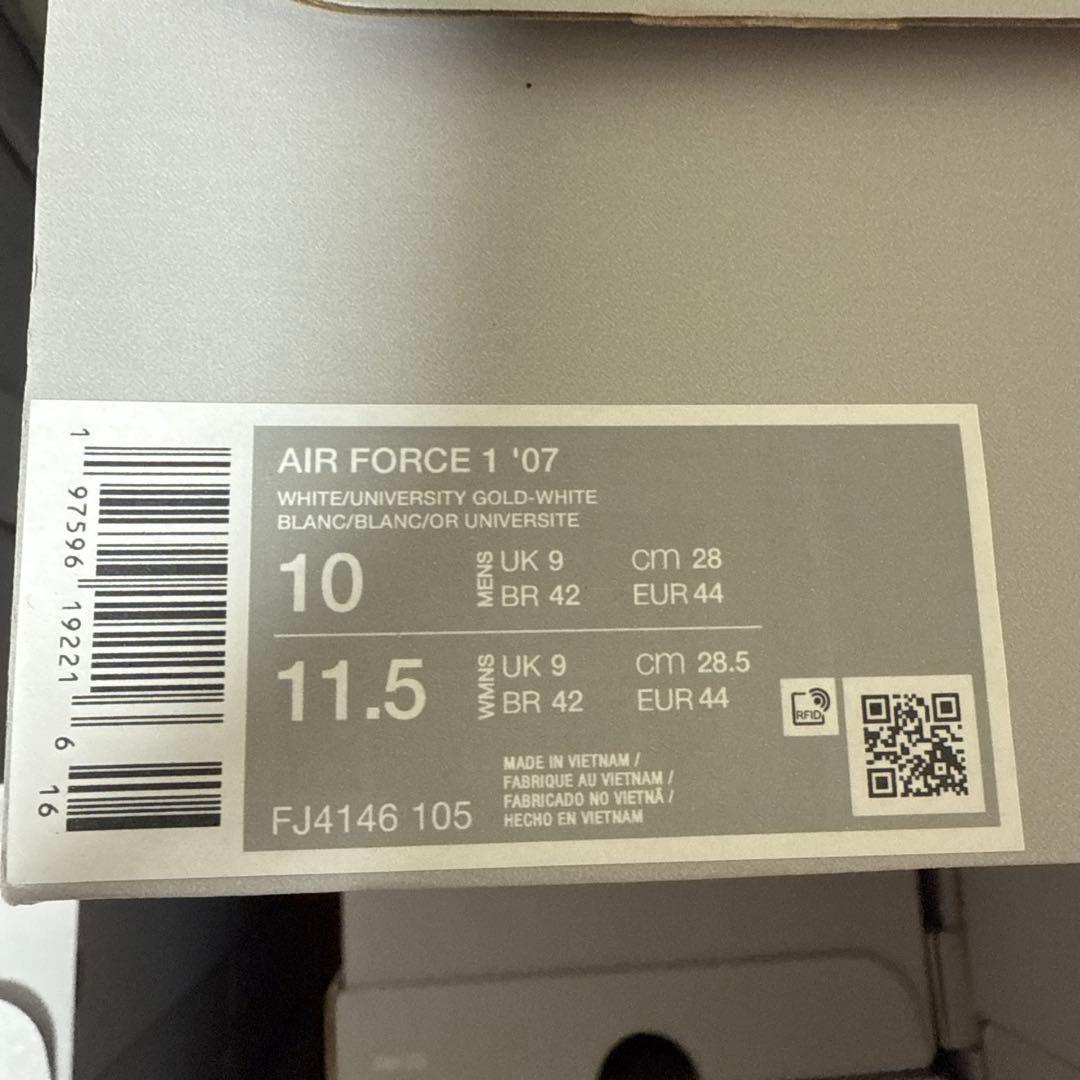 AIR FORCE 1 '07
WHITE/UNIVERSITY GOLD-WHITE
BLANC/BLANC/OR UNIVERSITE
10 MENS UK 9 cm 28
BR 42 EUR 44
11.5 WMNS UK 9 cm 28.5
BR 42 EUR 44
MADE IN VIETNAM /
FABRIQUE AU VIETNAM /
FABRICADO NO VIETNÃ /
HECHO EN VIETNAM
FJ4146 105
RFID
1 97596 19221 6 16